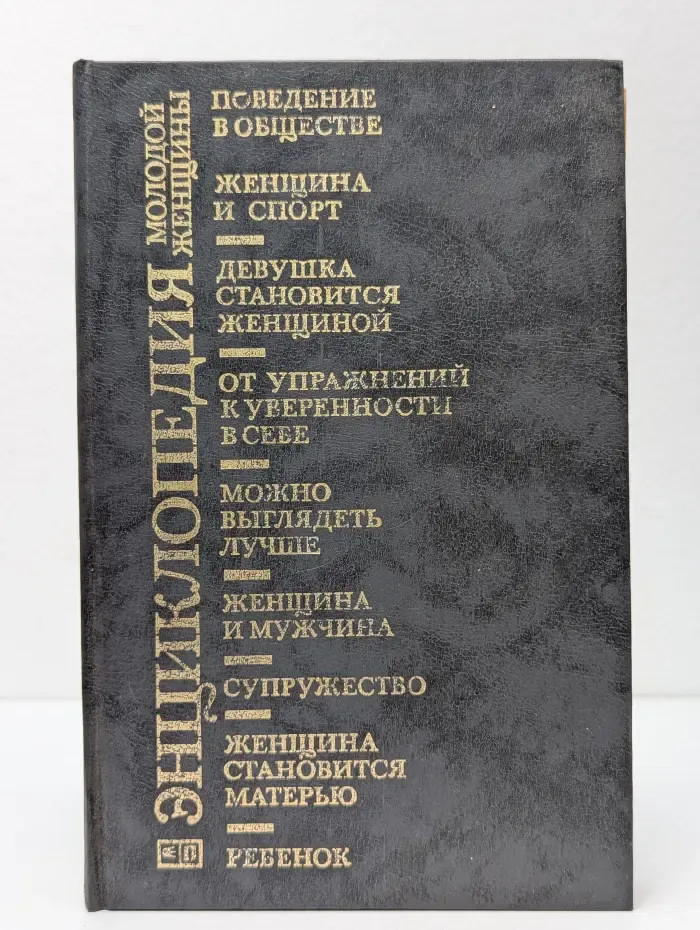 ЭНЦИКЛОПЕДИЯ
МОЛОДОЙ
ЖЕНЩИНЫ
ПОВЕДЕНИЕ
В ОБЩЕСТВЕ
ЖЕНЩИНА
И СПОРТ
ДЕВУШКА
СТАНОВИТСЯ
ЖЕНЩИНОЙ
ОТ УПРАЖНЕНИЙ
К УВЕРЕННОСТИ
В СЕБЕ
МОЖНО
ВЫГЛЯДЕТЬ
ЛУЧШЕ
ЖЕНЩИНА
И МУЖЧИНА
СУПРУЖЕСТВО
ЖЕНЩИНА
СТАНОВИТСЯ
МАТЕРЬЮ
РЕБЕНОК